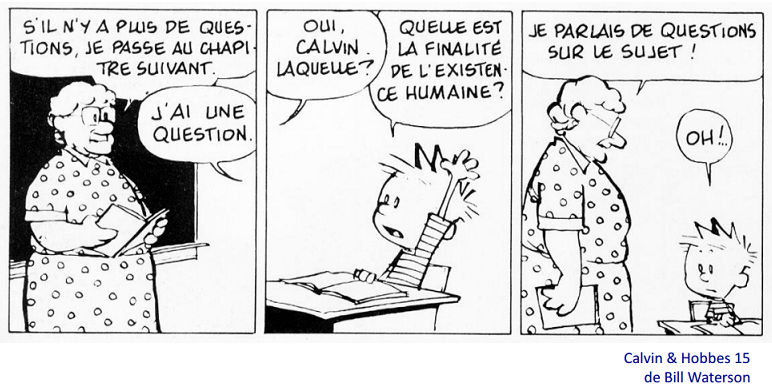 S'IL N'Y A PLUS DE QUES-
TIONS, JE PASSE AU CHAPI-
TRE SUIVANT.
J'AI UNE
QUESTION.
OUI,
CALVIN.
LAQUELLE?
QUELLE EST
LA FINALITÉ
DE L'EXISTEN-
CE HUMAINE?
JE PARLAIS DE QUESTIONS
SUR LE SUJET !
OH !..
Calvin & Hobbes 15
de Bill Waterson